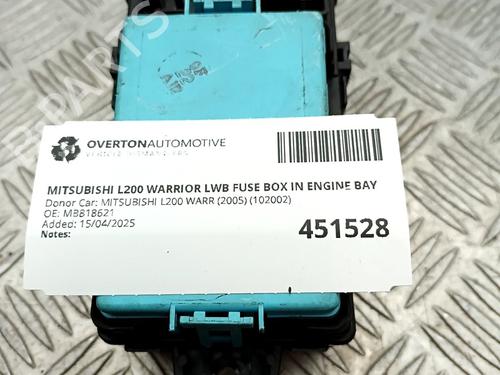 OVERTONAUTOMOTIVE
VEHICLE DISMANTLERS
MITSUBISHI L200 WARRIOR LWB FUSE BOX IN ENGINE BAY
Donor Car: MITSUBISHI L200 WARR (2005) (102002)
OE: MB818621
Added: 15/04/2025
Notes:
451528